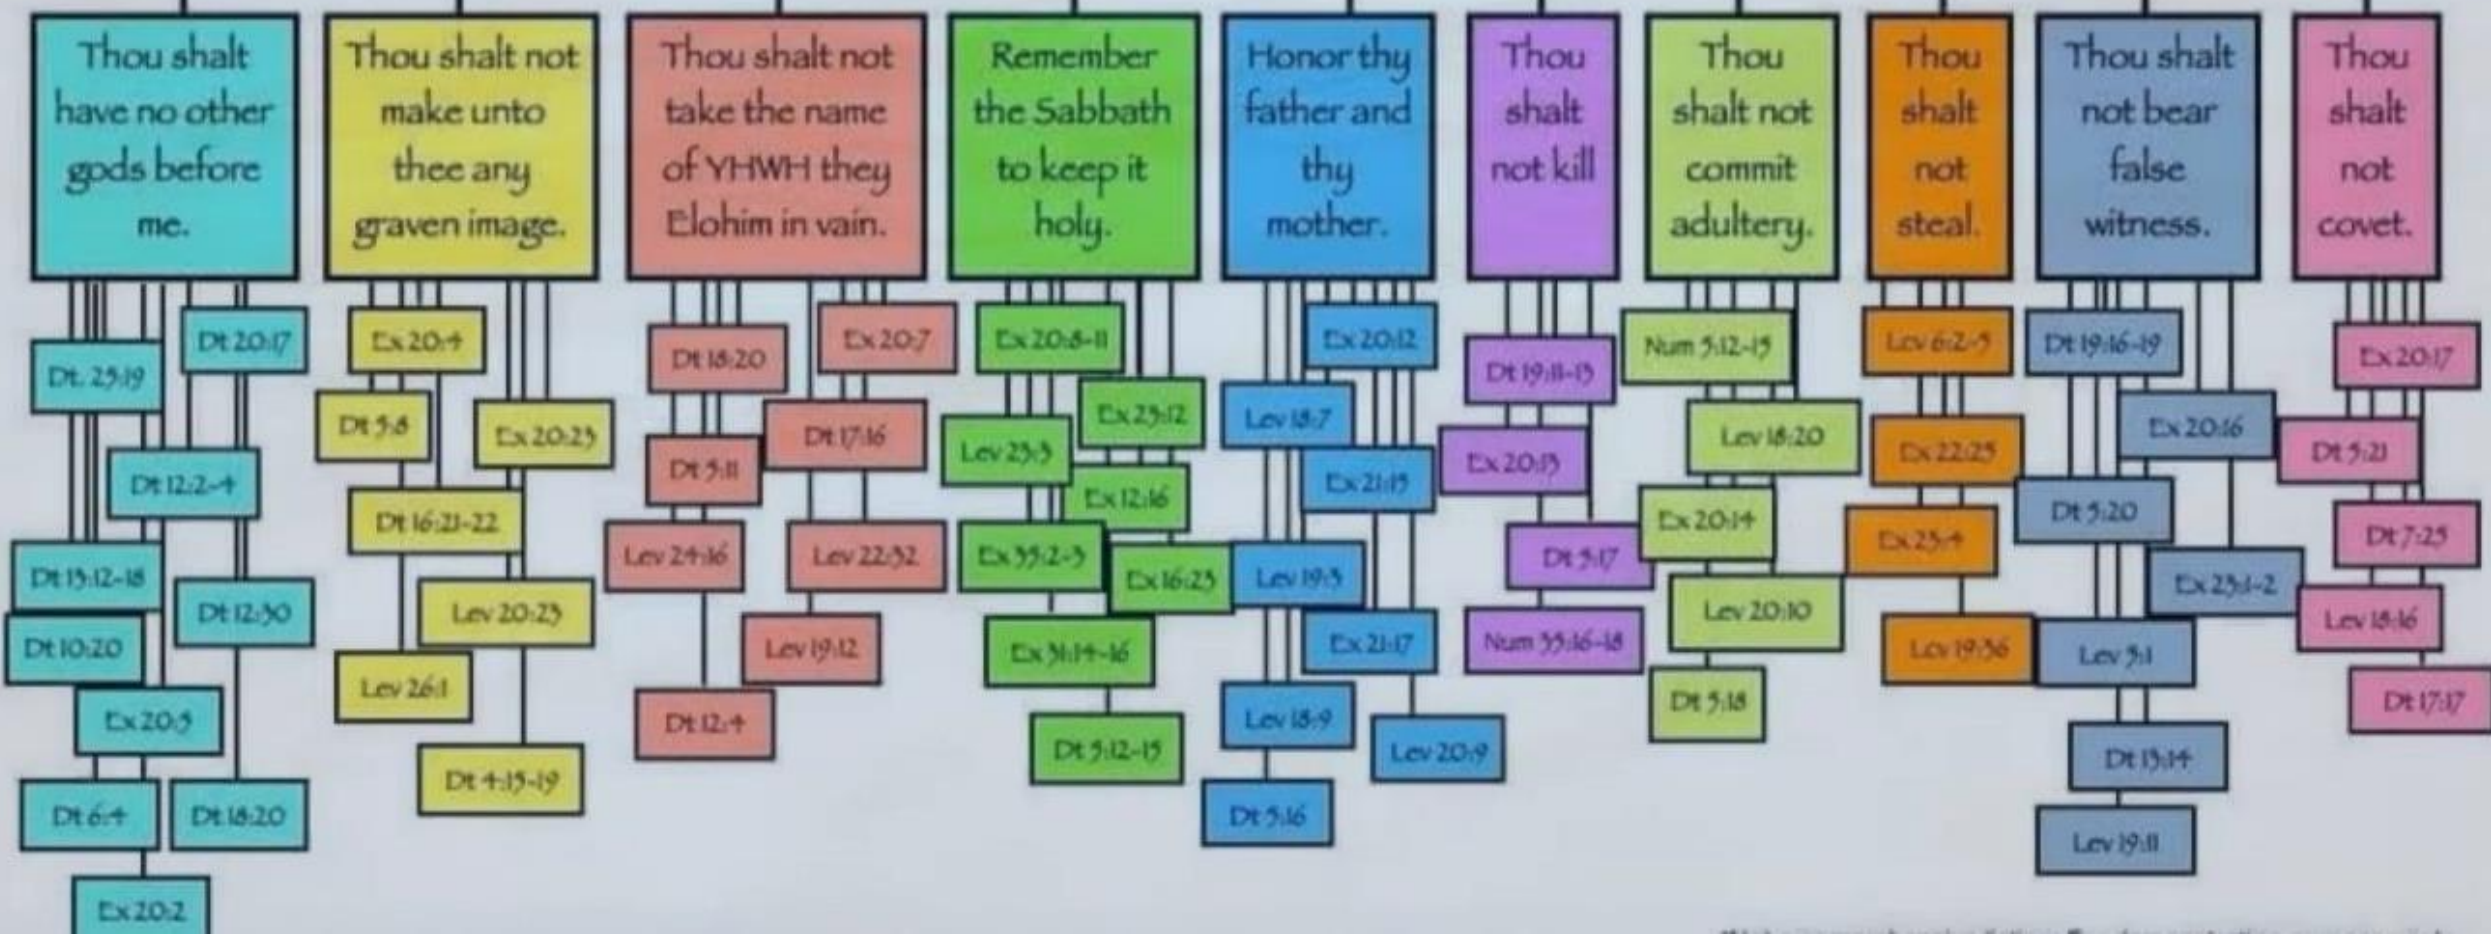 Thou shalt
have no other
gods before
me.
Thou shalt not
make unto
thee any
graven image.
Thou shalt not
take the name
of YHWH they
Elohim in vain.
Remember
the Sabbath
to keep it
holy.
Honor thy
father and
thy
mother.
Thou
shalt
not kill
Thou
shalt not
commit
adultery.
Thou
shalt
not
steal.
Thou shalt
not bear
false
witness.
Thou
shalt
not
covet.
Dt. 25:19
Dt 20:17
Dt 12:2-4
Dt 13:12-18
Dt 12:30
Dt 10:20
Ex 20:5
Dt 6:4
Dt 18:20
Ex 20:2
Ex 20:4
Dt 5:8
Ex 20:23
Dt 16:21-22
Lev 20:23
Lev 26:1
Dt 4:15-19
Dt 18:20
Ex 20:7
Dt 17:16
Dt 5:11
Lev 24:16
Lev 22:32
Lev 19:12
Dt 12:4
Ex 20:8-11
Ex 23:12
Lev 23:3
Ex 12:16
Ex 35:2-3
Ex 16:23
Ex 31:14-16
Dt 5:12-15
Ex 20:12
Lev 18:7
Ex 21:15
Lev 19:3
Ex 21:17
Lev 18:9
Lev 20:9
Dt 5:16
Dt 19:11-13
Ex 20:13
Dt 5:17
Num 35:16-18
Num 5:12-15
Lev 18:20
Ex 20:14
Lev 20:10
Dt 5:18
Lev 6:2-5
Ex 22:25
Ex 23:4
Lev 19:36
Dt 19:16-19
Ex 20:16
Dt 5:20
Ex 23:1-2
Lev 5:1
Dt 13:14
Lev 19:11
Ex 20:17
Dt 5:21
Dt 7:25
Lev 18:16
Dt 17:17